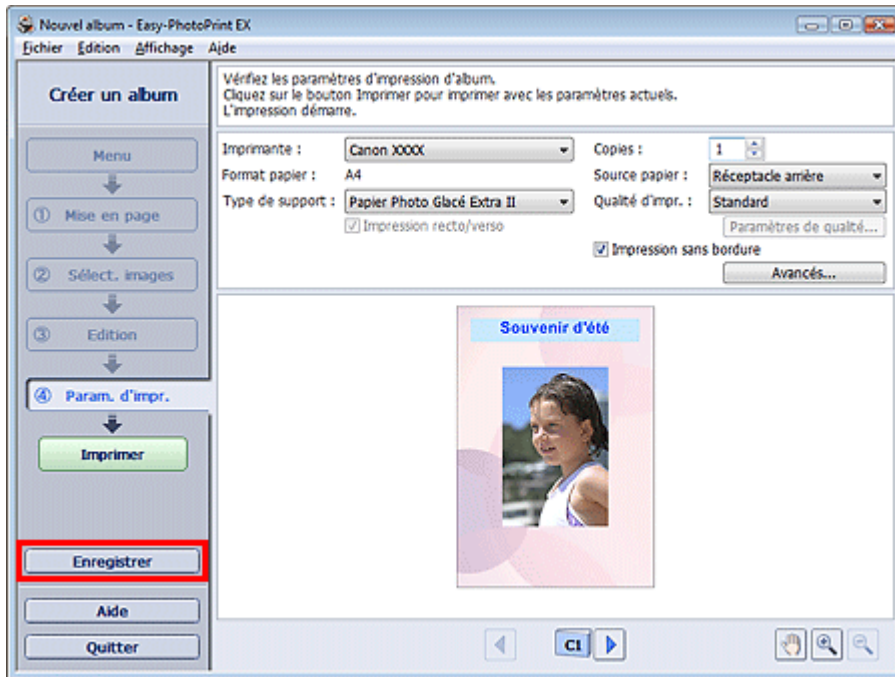 Nouvel album - Easy-PhotoPrint EX
Fichier Édition Affichage Aide
Créer un album
Vérifiez les paramètres d'impression d'album.
Cliquez sur le bouton Imprimer pour imprimer avec les paramètres actuels.
L'impression démarre.
Menu
① Mise en page
② Sélect. images
③ Edition
④ Param. d'impr.
Imprimer
Enregistrer
Aide
Quitter
Imprimante : Canon XXXX
Copies : 1
Format papier : A4
Source papier : Réceptacle arrière
Type de support : Papier Photo Glacé Extra II
Qualité d'impr. : Standard
Impression recto/verso
Paramètres de qualité...
Impression sans bordure
Avancés...
Souvenir d'été
C1